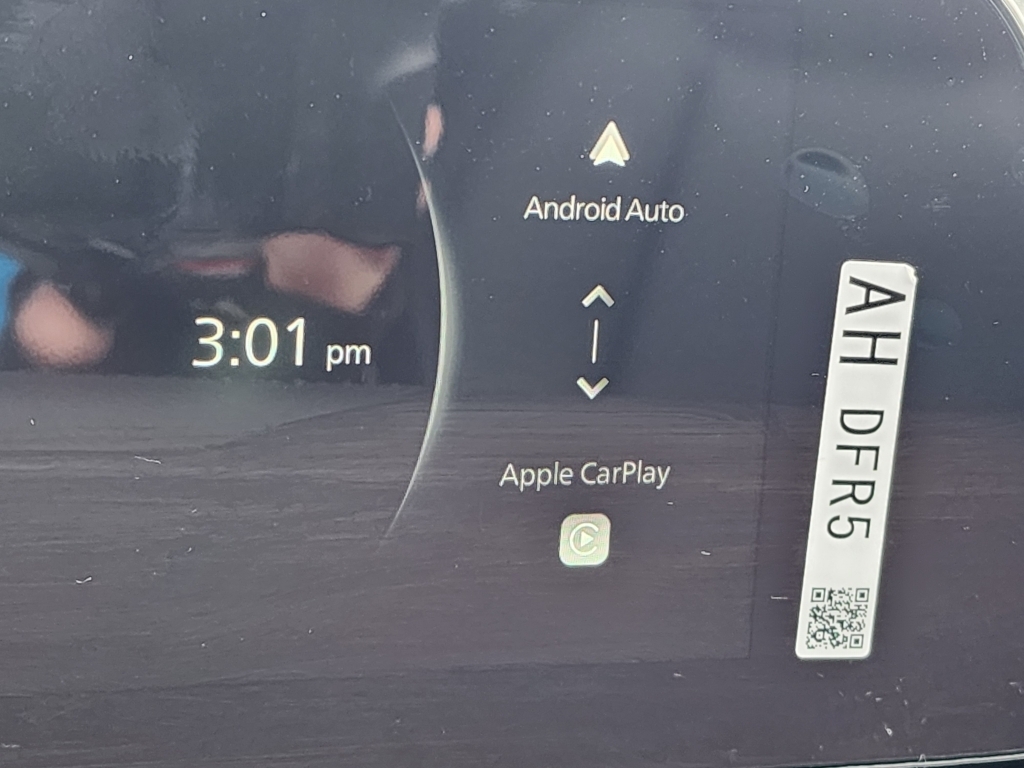 Android Auto
3:01 pm
Apple CarPlay
AH DFR5